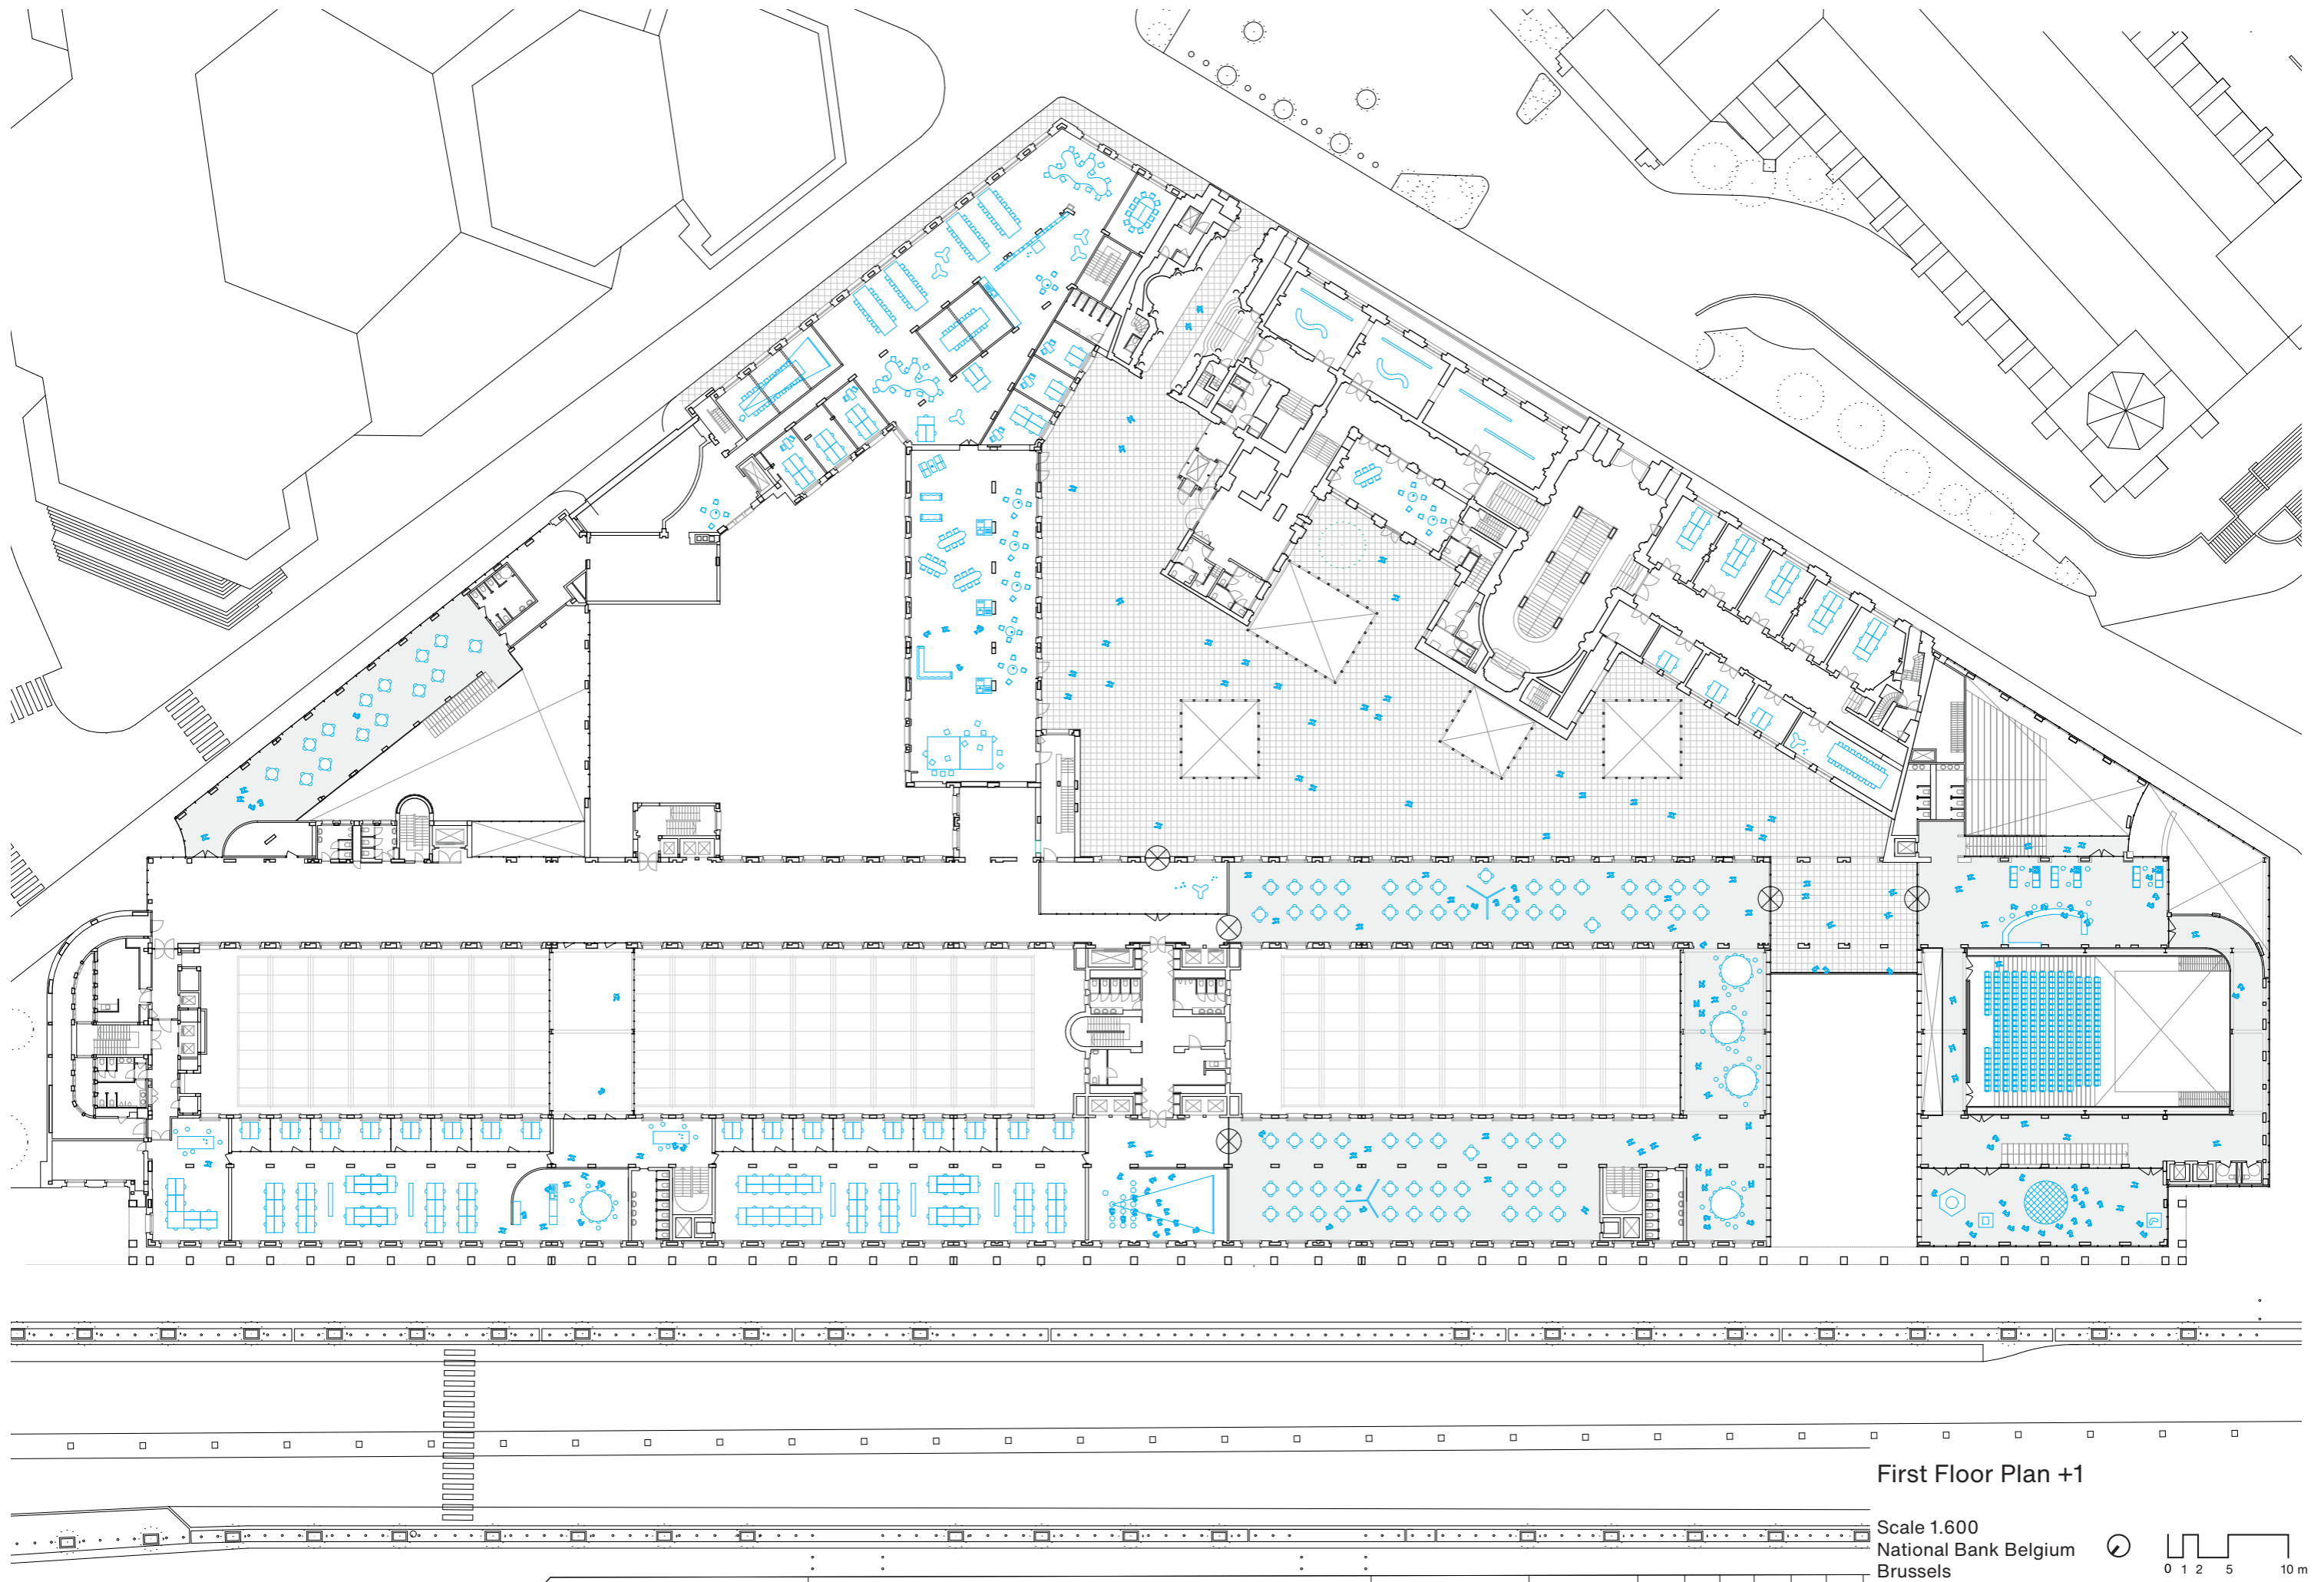 First Floor Plan +1
Scale 1.600
National Bank Belgium
Brussels
0 1 2 5 10 m